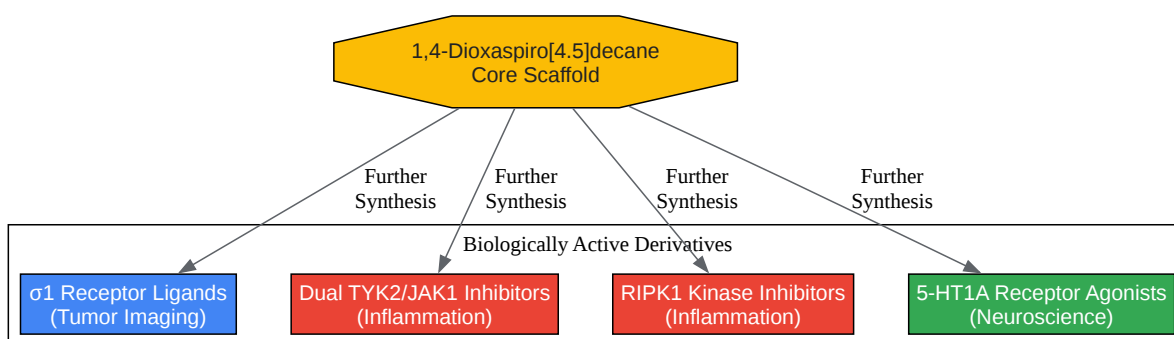 1,4-Dioxaspiro[4.5]decane
Core Scaffold
Further
Synthesis
Further
Synthesis
Further
Synthesis
Further
Synthesis
Biologically Active Derivatives
σ1 Receptor Ligands
(Tumor Imaging)
Dual TYK2/JAK1 Inhibitors
(Inflammation)
RIPK1 Kinase Inhibitors
(Inflammation)
5-HT1A Receptor Agonists
(Neuroscience)